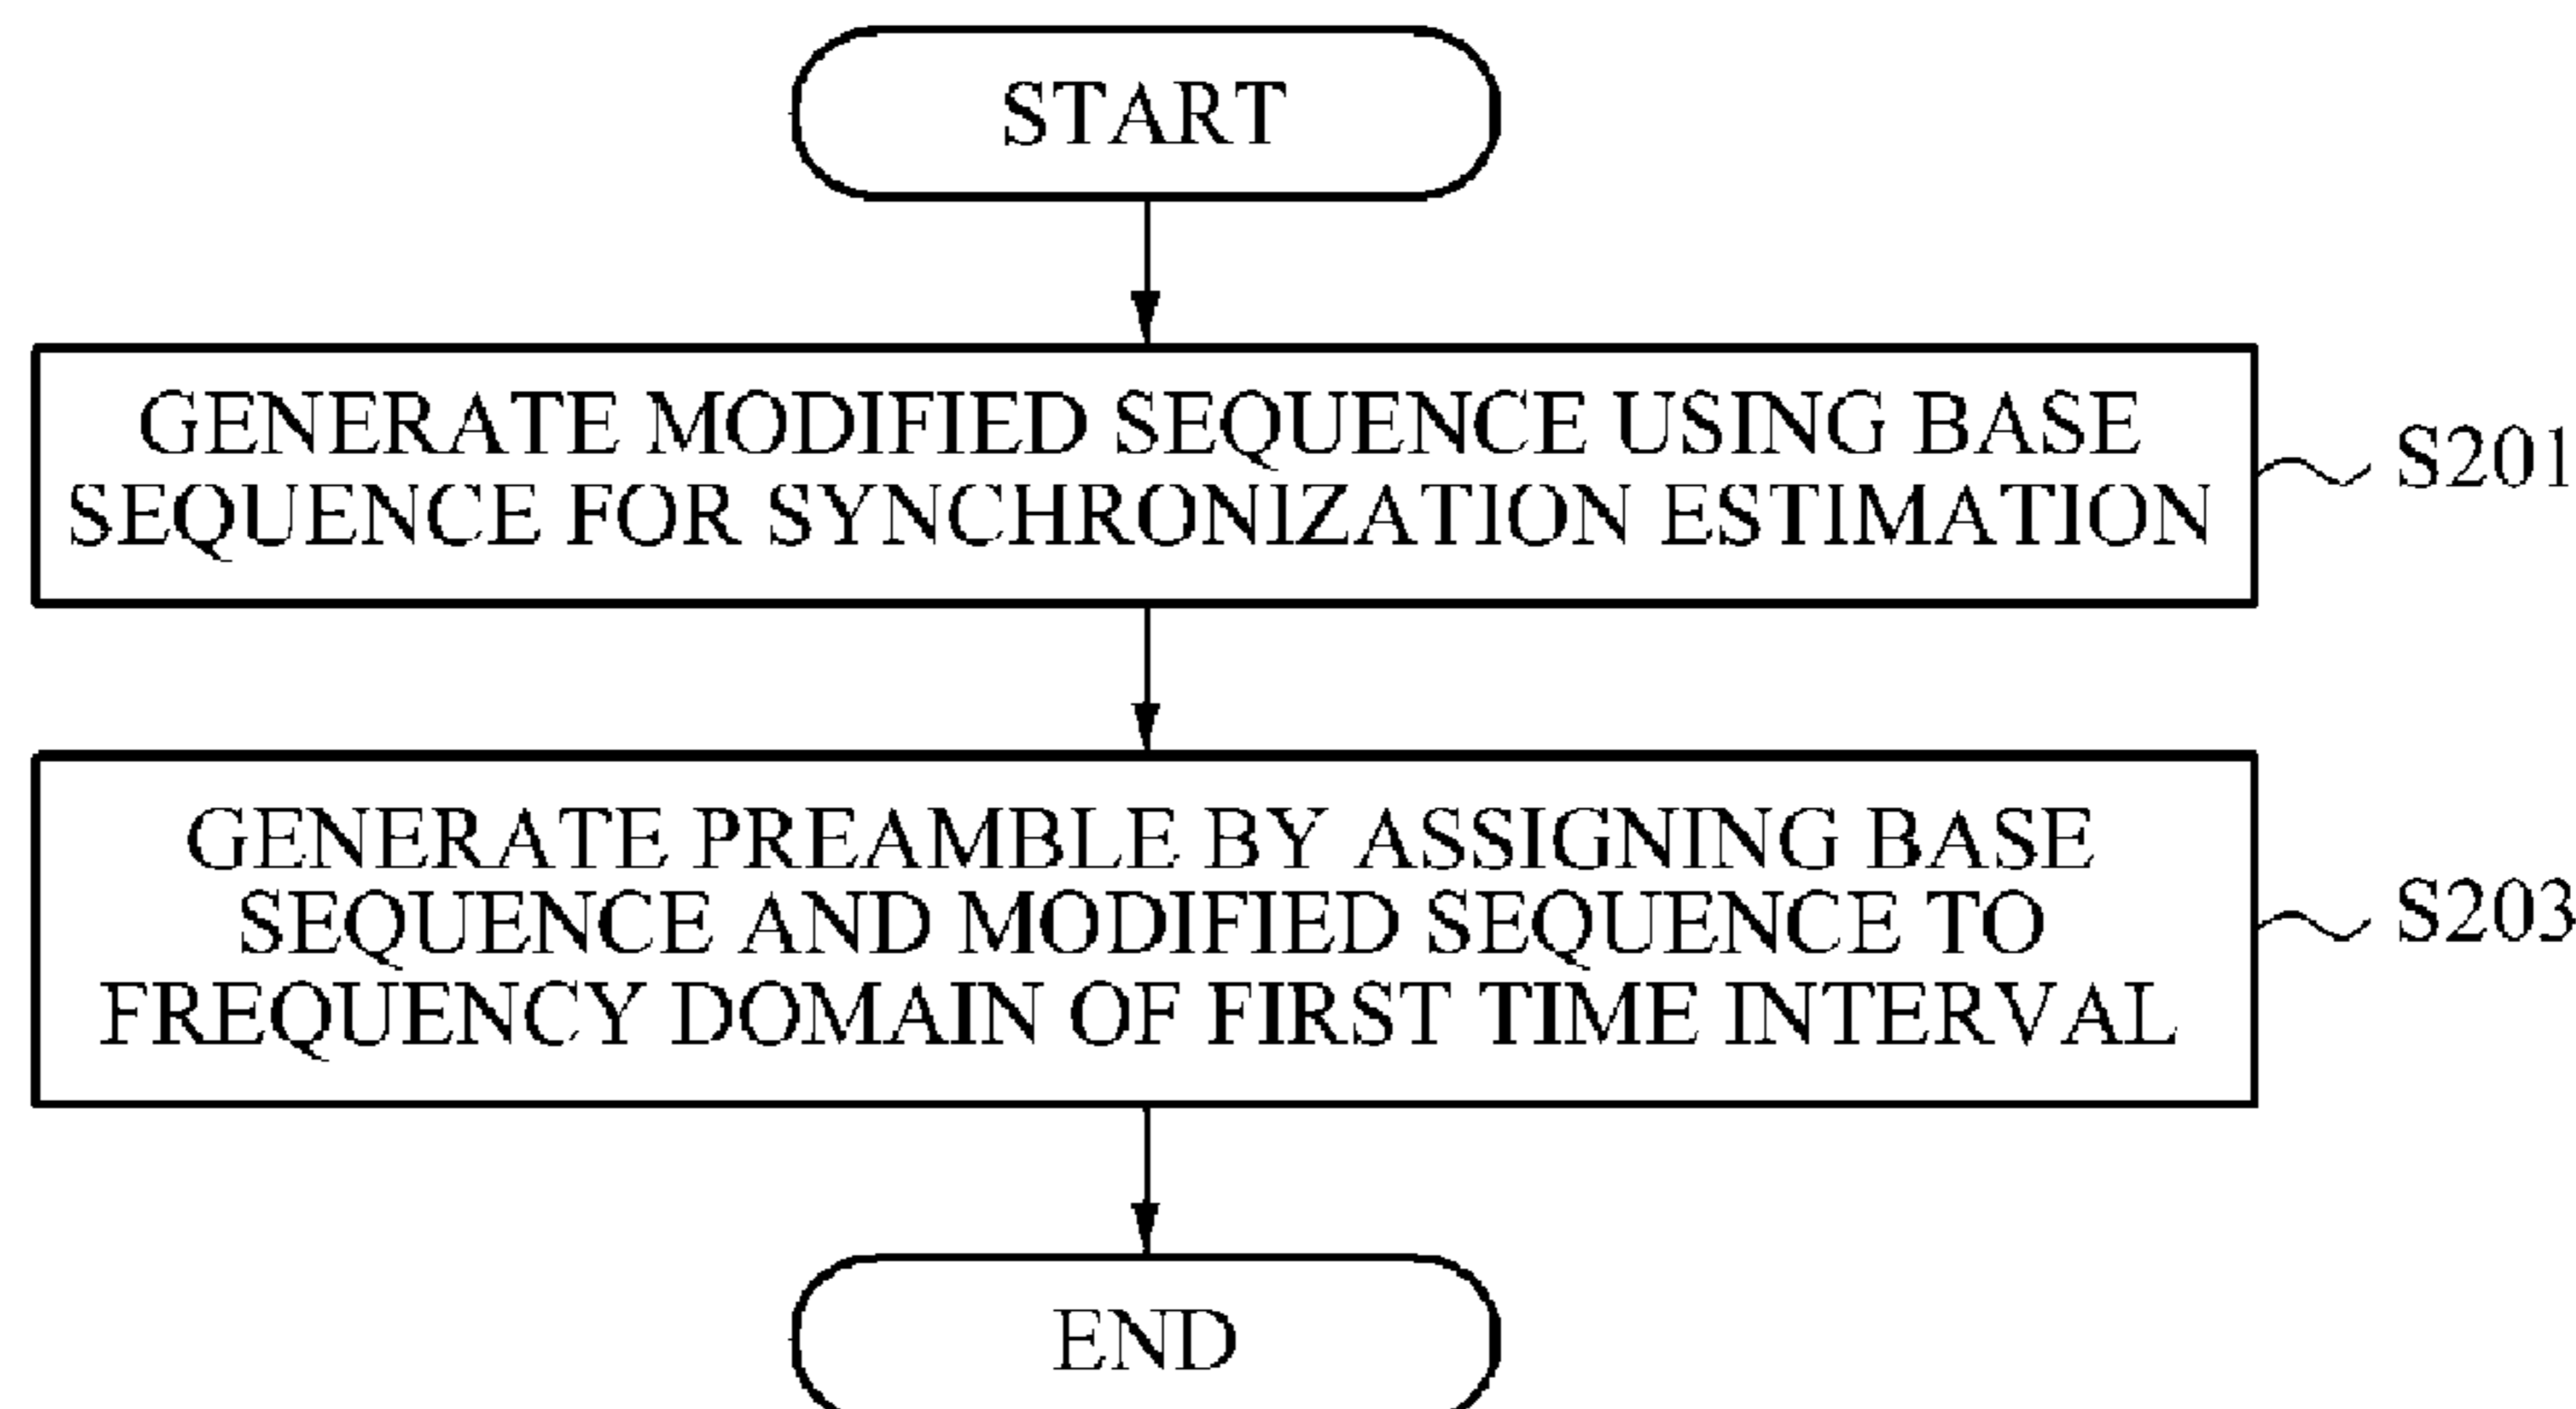 START
GENERATE MODIFIED SEQUENCE USING BASE
SEQUENCE FOR SYNCHRONIZATION ESTIMATION
S201
GENERATE PREAMBLE BY ASSIGNING BASE
SEQUENCE AND MODIFIED SEQUENCE TO
FREQUENCY DOMAIN OF FIRST TIME INTERVAL
S203
END